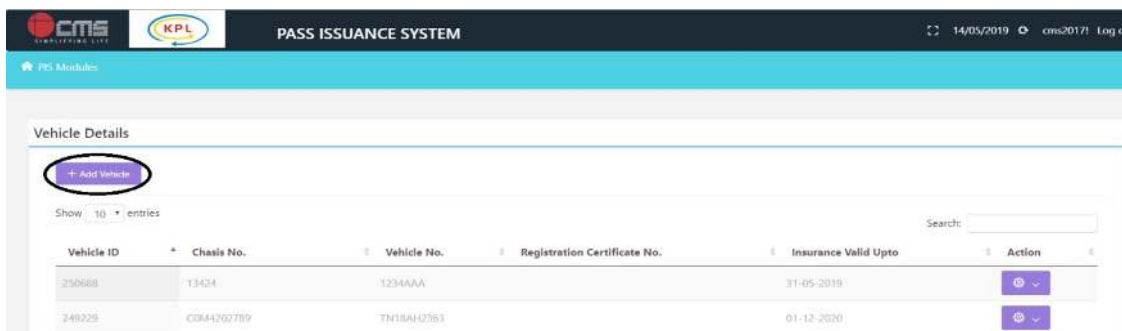 CMS
SIMPLIFYING LIFE
KPL
PASS ISSUANCE SYSTEM
14/05/2019 cms2017! Log o
PIS Modules
Vehicle Details
+ Add Vehicle
Show 10 entries
Search:
Vehicle ID Chasis No. Vehicle No. Registration Certificate No. Insurance Valid Upto Action
250688 13424 1234AAA 31-05-2019
249229 01-12-2020